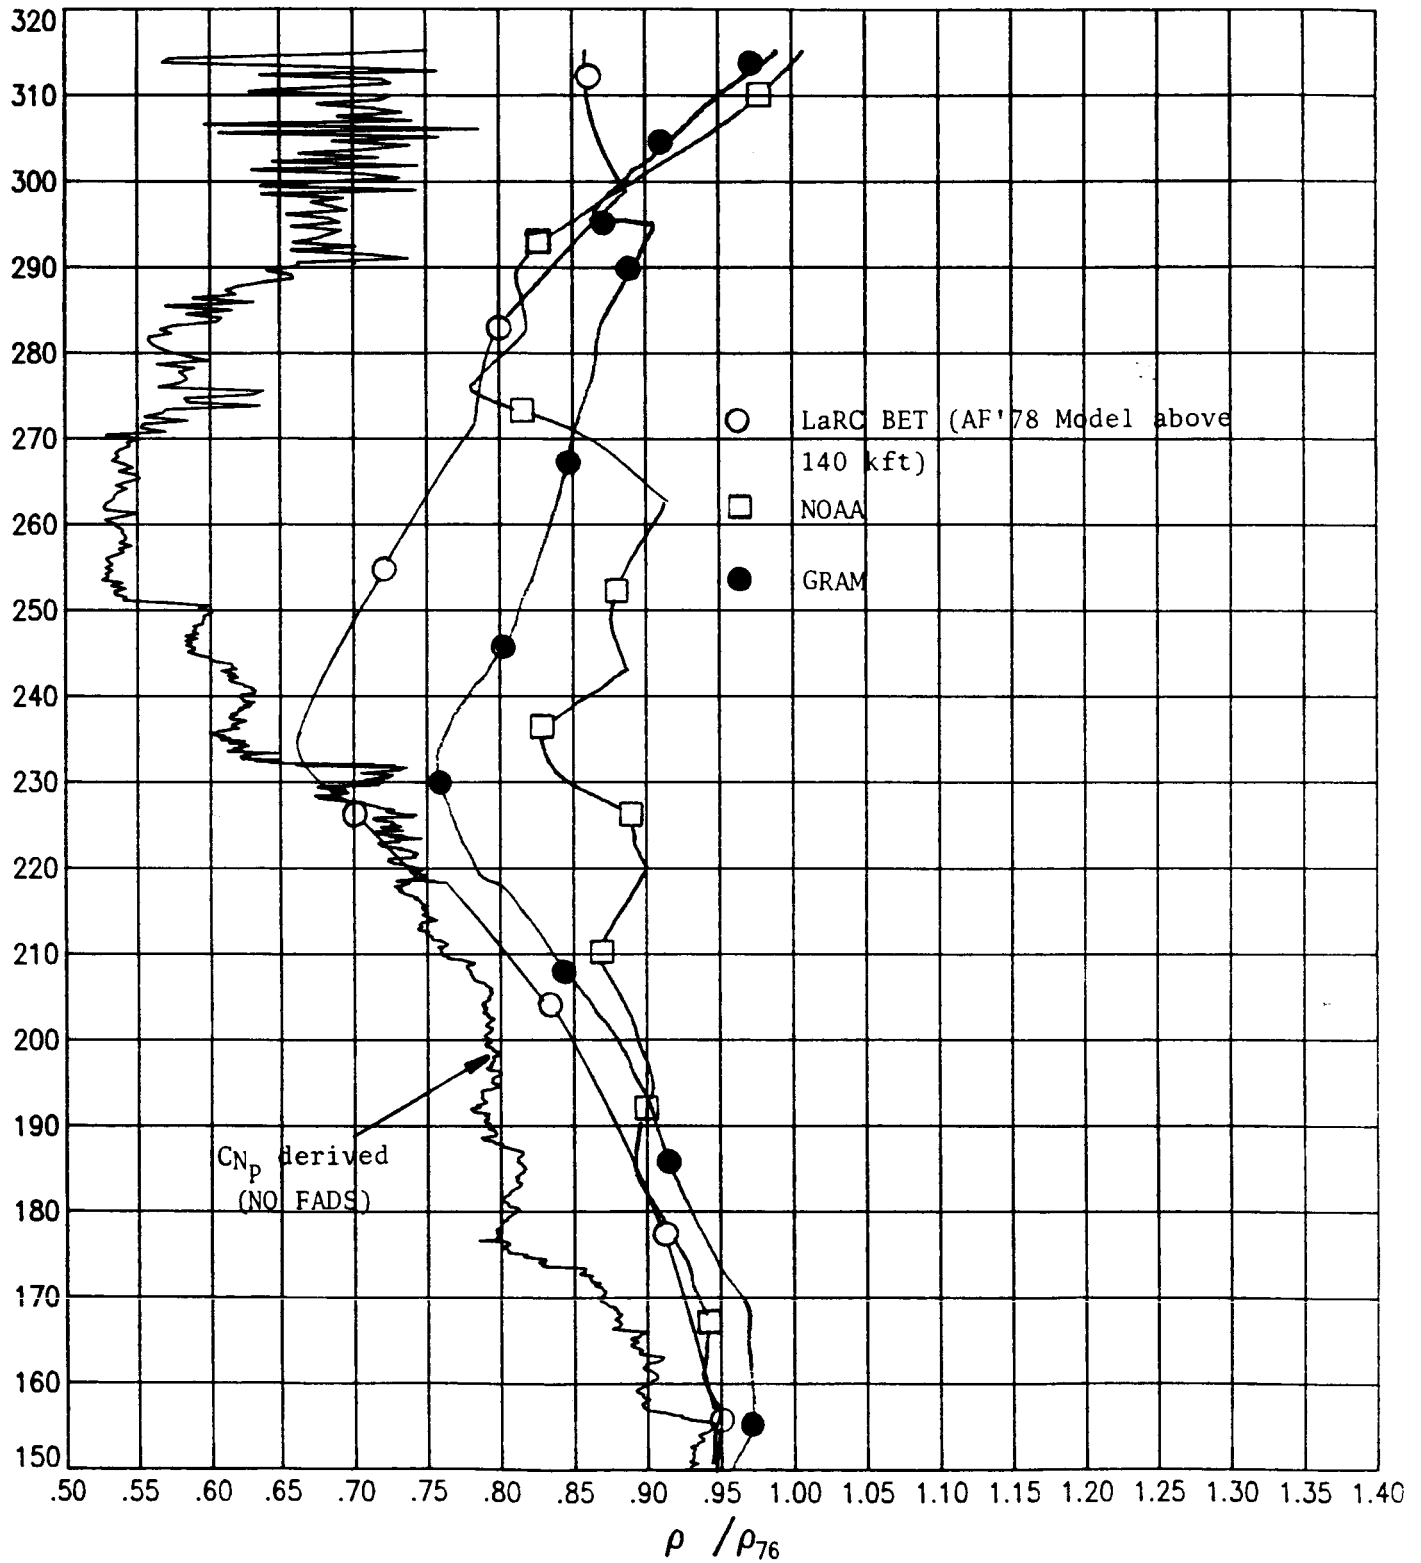 320
310
300
290
280
270
260
250
240
230
220
210
200
190
180
170
160
150
LaRC BET (AF'78 Model above
140 kft)
NOAA
GRAM
CNp derived
(NO FADS)
.50 .55 .60 .65 .70 .75 .80 .85 .90 .95 1.00 1.05 1.10 1.15 1.20 1.25 1.30 1.35 1.40
ρ /ρ76